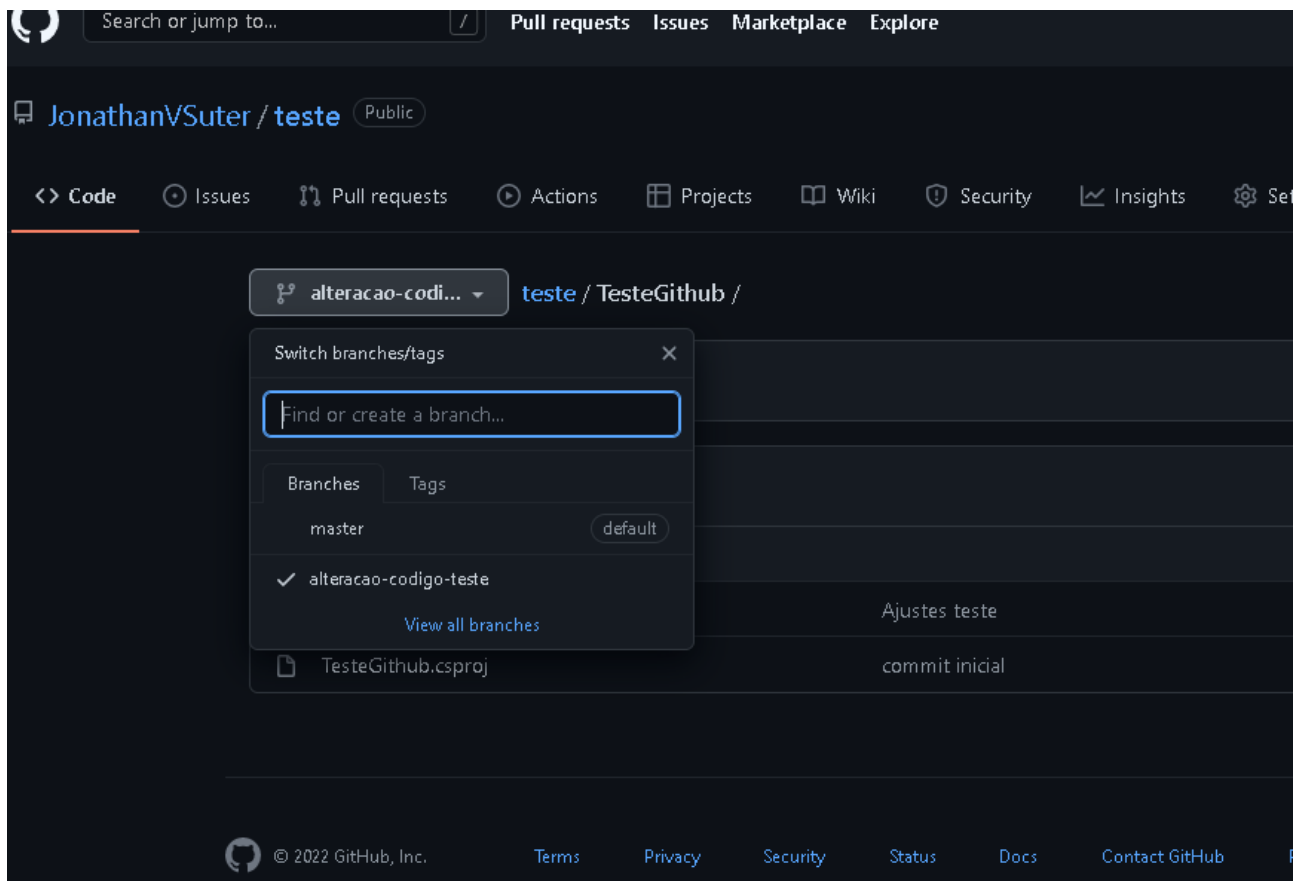 Search or jump to... / Pull requests Issues Marketplace Explore
JonathanVSuter / teste Public
<> Code Issues Pull requests Actions Projects Wiki Security Insights
alteracao-codi... teste / TesteGithub /
Switch branches/tags
Find or create a branch...
Branches Tags
master default
alteracao-codigo-teste
View all branches
Ajustes teste
TesteGithub.csproj commit inicial
© 2022 GitHub, Inc. Terms Privacy Security Status Docs Contact GitHub